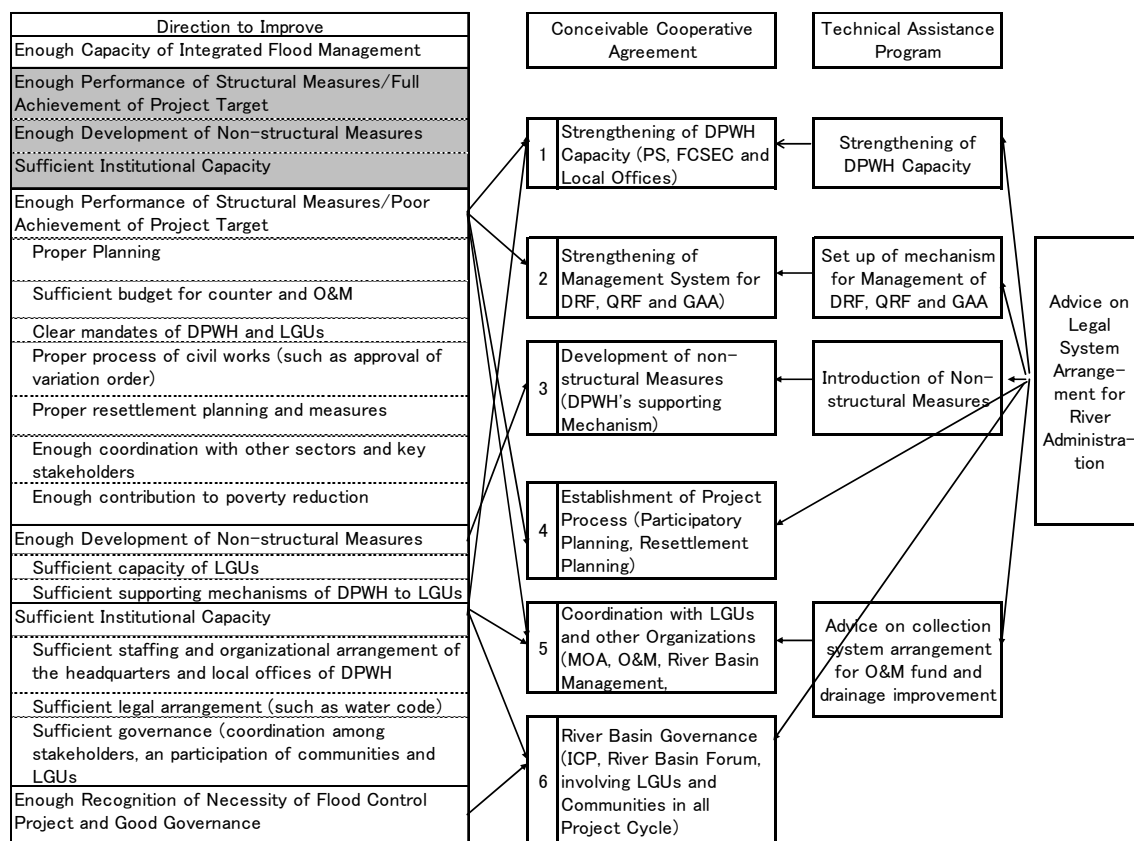 Direction to Improve
Enough Capacity of Integrated Flood Management
Enough Performance of Structural Measures/Full
Achievement of Project Target
Enough Development of Non-structural Measures
Sufficient Institutional Capacity
Enough Performance of Structural Measures/Poor
Achievement of Project Target
Proper Planning
Sufficient budget for counter and O&M
Clear mandates of DPWH and LGUs
Proper process of civil works (such as approval of
variation order)
Proper resettlement planning and measures
Enough coordination with other sectors and key
stakeholders
Enough contribution to poverty reduction
Enough Development of Non-structural Measures
Sufficient capacity of LGUs
Sufficient supporting mechanisms of DPWH to LGUs
Sufficient Institutional Capacity
Sufficient staffing and organizational arrangement of
the headquarters and local offices of DPWH
Sufficient legal arrangement (such as water code)
Sufficient governance (coordination among
stakeholders, an participation of communities and
LGUs
Enough Recognition of Necessity of Flood Control
Project and Good Governance
Conceivable Cooperative
Agreement
1
Strengthening of DPWH
Capacity (PS, FCSEC and
Local Offices)
2
Strengthening of
Management System for
DRF, QRF and GAA)
3
Development of non-
structural Measures
(DPWH's supporting
Mechanism)
4
Establishment of Project
Process (Participatory
Planning, Resettlement
Planning)
5
Coordination with LGUs
and other Organizations
(MOA, O&M, River Basin
Management,
6
River Basin Governance
(ICP, River Basin Forum,
involving LGUs and
Communities in all
Project Cycle)
Technical Assistance
Program
Strengthening of
DPWH Capacity
Set up of mechanism
for Management of
DRF, QRF and GAA
Introduction of Non-
structural Measures
Advice on collection
system arrangement
for O&M fund and
drainage improvement
Advice on
Legal
System
Arrange-
ment for
River
Administra-
tion